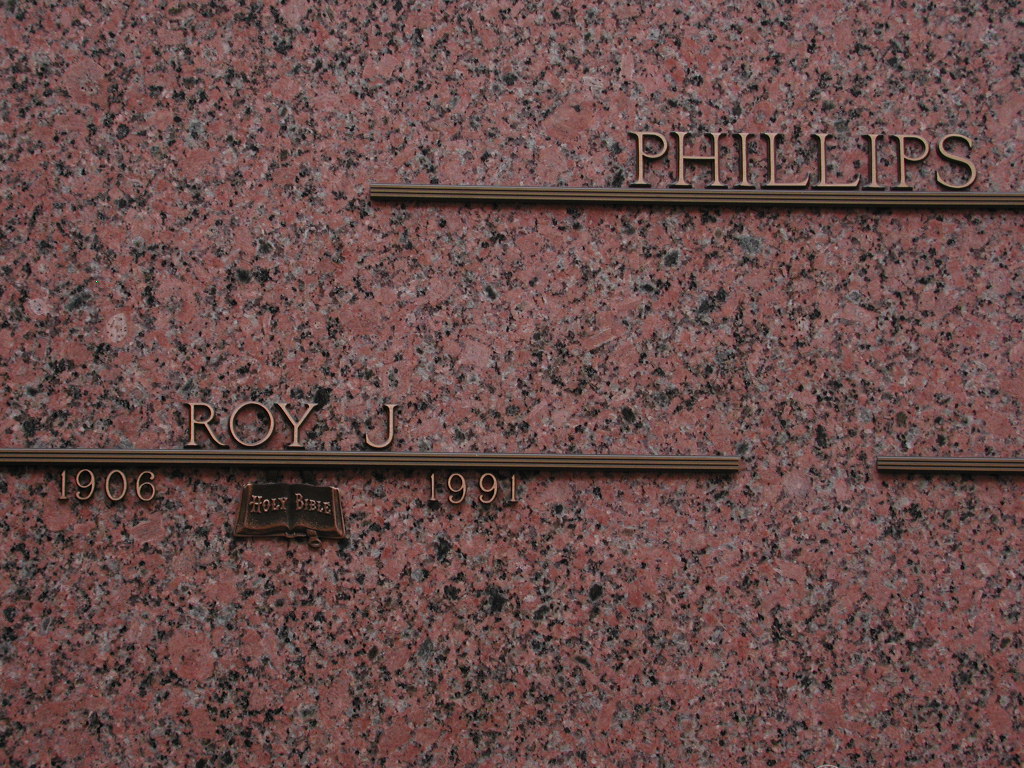 PHILLIPS
ROY J
1906 1991
HOLY BIBLE